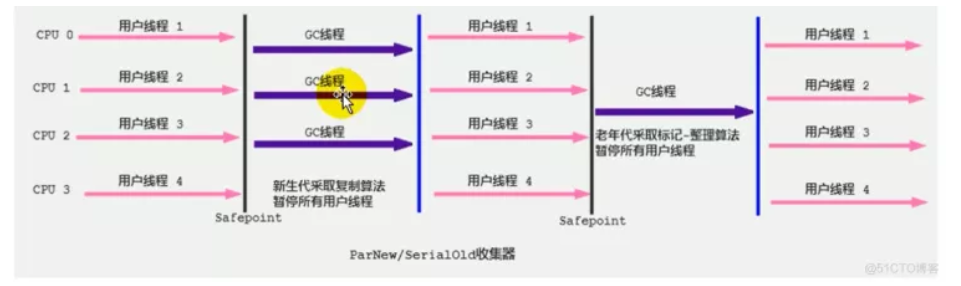 CPU 0
用户线程 1
GC线程
用户线程 1
用户线程 1
CPU 1
用户线程 2
GC线程
用户线程 2
GC线程
用户线程 2
CPU 2
用户线程 3
GC线程
用户线程 3
老年代采取标记-整理算法
暂停所有用户线程
用户线程 3
CPU 3
用户线程 4
新生代采取复制算法
暂停所有用户线程
用户线程 4
用户线程 4
Safepoint
Safepoint
ParNew/SerialOld收集器
@51CTO博客